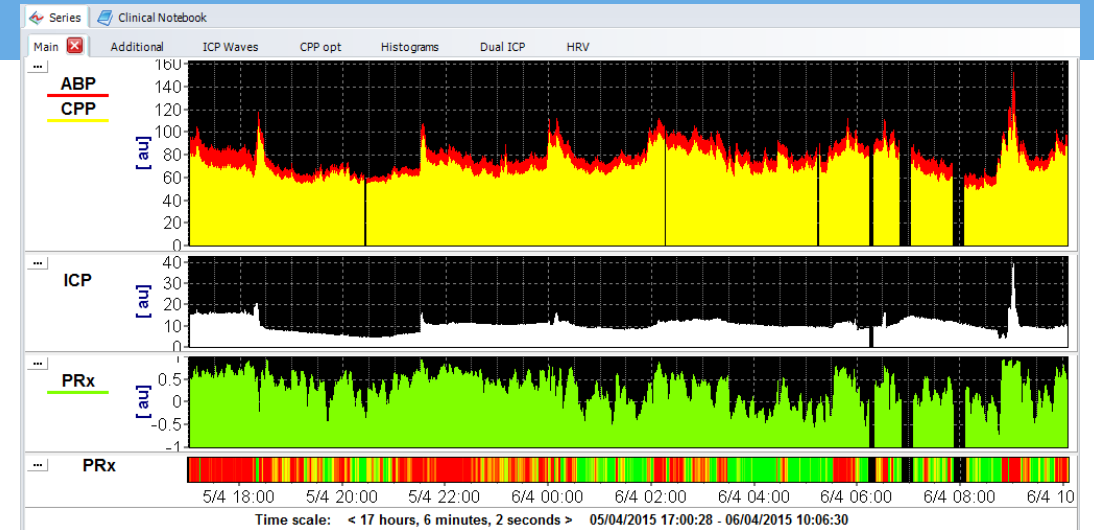 Series Clinical Notebook
Main Additional ICP Waves CPP opt Histograms Dual ICP HRV
...
ABP
CPP
[ au]
160
140
120
100
80
60
40
20
0
...
ICP
[ au]
40
30
20
10
0
...
PRx
[ au]
1
0.5
0
-0.5
-1
...
PRx
5/4 18:00 5/4 20:00 5/4 22:00 6/4 00:00 6/4 02:00 6/4 04:00 6/4 06:00 6/4 08:00 6/4 10
Time scale: < 17 hours, 6 minutes, 2 seconds > 05/04/2015 17:00:28 - 06/04/2015 10:06:30